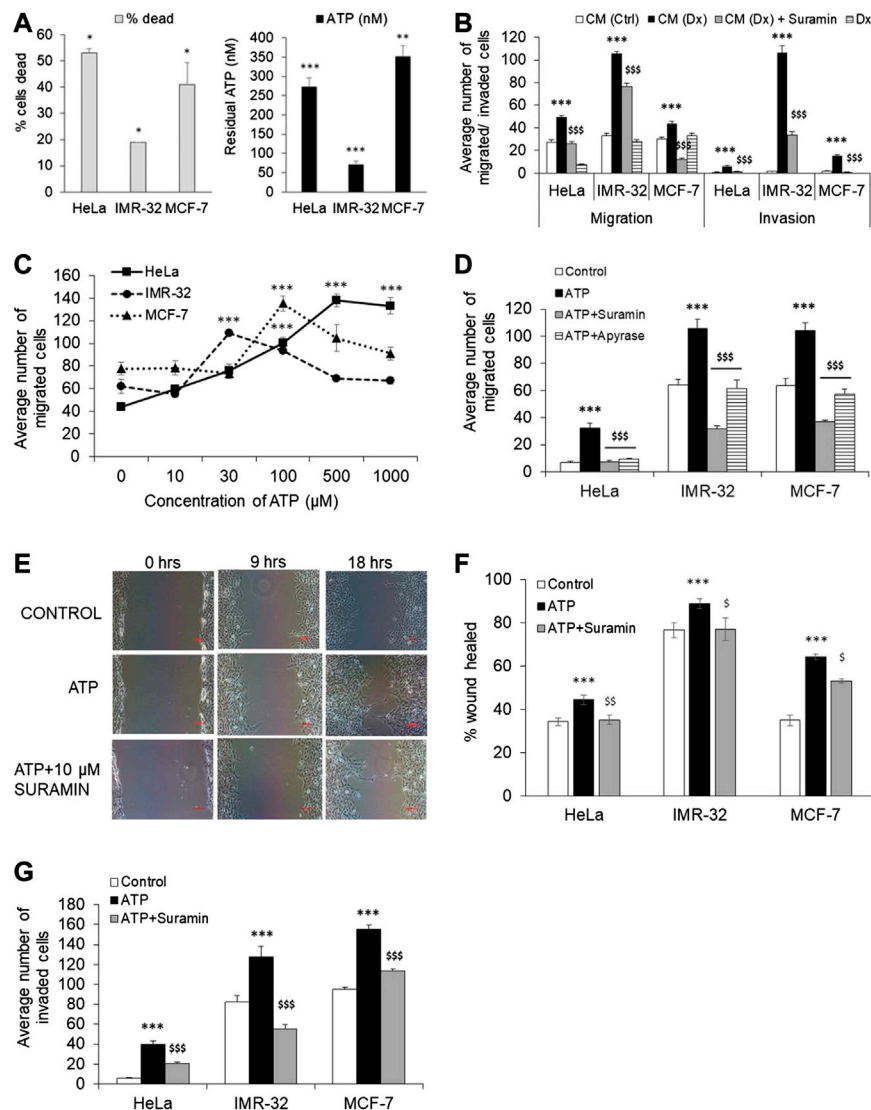 A
% dead
% cells dead
60
50
40
30
20
10
0
*
*
*
HeLa IMR-32 MCF-7
ATP (nM)
Residual ATP (nM)
400
350
300
250
200
150
100
50
0
***
***
**
HeLa IMR-32 MCF-7
B
CM (Ctrl) CM (Dx) CM (Dx) + Suramin Dx
Average number of
migrated/ invaded cells
120
100
80
60
40
20
0
*** $$$ *** $$$ *** $$$ *** $$$ *** $$$ *** $$$
HeLa IMR-32 MCF-7 HeLa IMR-32 MCF-7
Migration Invasion
C
HeLa
IMR-32
MCF-7
Average number of
migrated cells
160
140
120
100
80
60
40
20
0
*** *** *** *** ***
0 10 30 100 500 1000
Concentration of ATP (µM)
D
Control
ATP
ATP+Suramin
ATP+Apyrase
Average number of
migrated cells
120
100
80
60
40
20
0
*** $$$ *** $$$ *** $$$
HeLa IMR-32 MCF-7
E
0 hrs 9 hrs 18 hrs
CONTROL
ATP
ATP+10 µM
SURAMIN
F
Control
ATP
ATP+Suramin
% wound healed
100
80
60
40
20
0
*** $$ *** $ *** $
HeLa IMR-32 MCF-7
G
Control
ATP
ATP+Suramin
Average number of
invaded cells
180
160
140
120
100
80
60
40
20
0
*** $$$ *** $$$ *** $$$
HeLa IMR-32 MCF-7